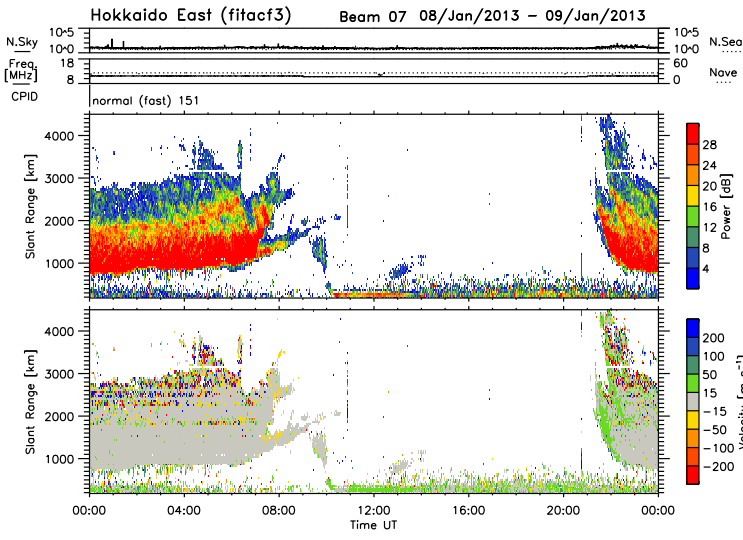 Hokkaido East (fitacf3) Beam 07 08/Jan/2013 – 09/Jan/2013
N.Sky 10^5 10^0 10^5 10^0 N.Sea
Freq. [MHz] 18 8 60 0 Nave
CPID normal (fast) 151
Slant Range [km]
4000
3000
2000
1000
28
24
20
16
12
8
4
Power [dB]
Slant Range [km]
4000
3000
2000
1000
200
100
50
15
-15
-50
-100
-200
Velocity [m s⁻¹]
00:00 04:00 08:00 12:00 16:00 20:00 00:00
Time UT